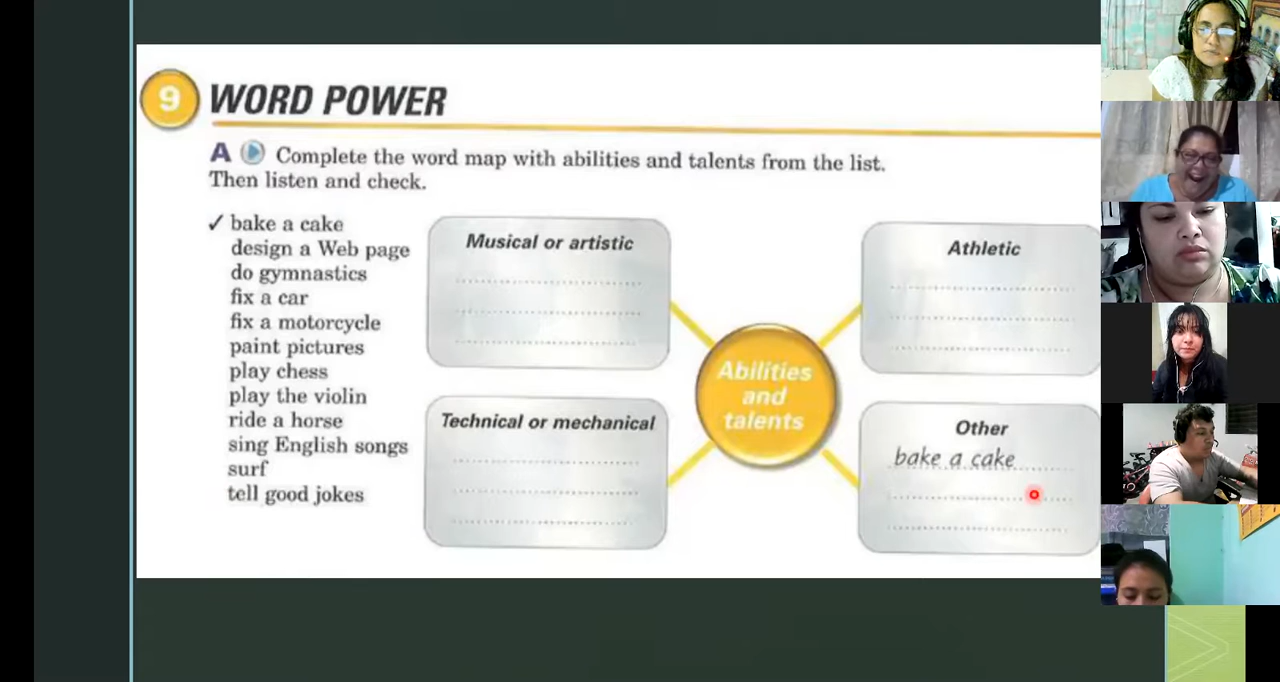 9 WORD POWER
A Complete the word map with abilities and talents from the list.
Then listen and check.
✓ bake a cake
design a Web page
do gymnastics
fix a car
fix a motorcycle
paint pictures
play chess
play the violin
ride a horse
sing English songs
surf
tell good jokes
Musical or artistic
Technical or mechanical
Abilities
and
talents
Athletic
Other
bake a cake